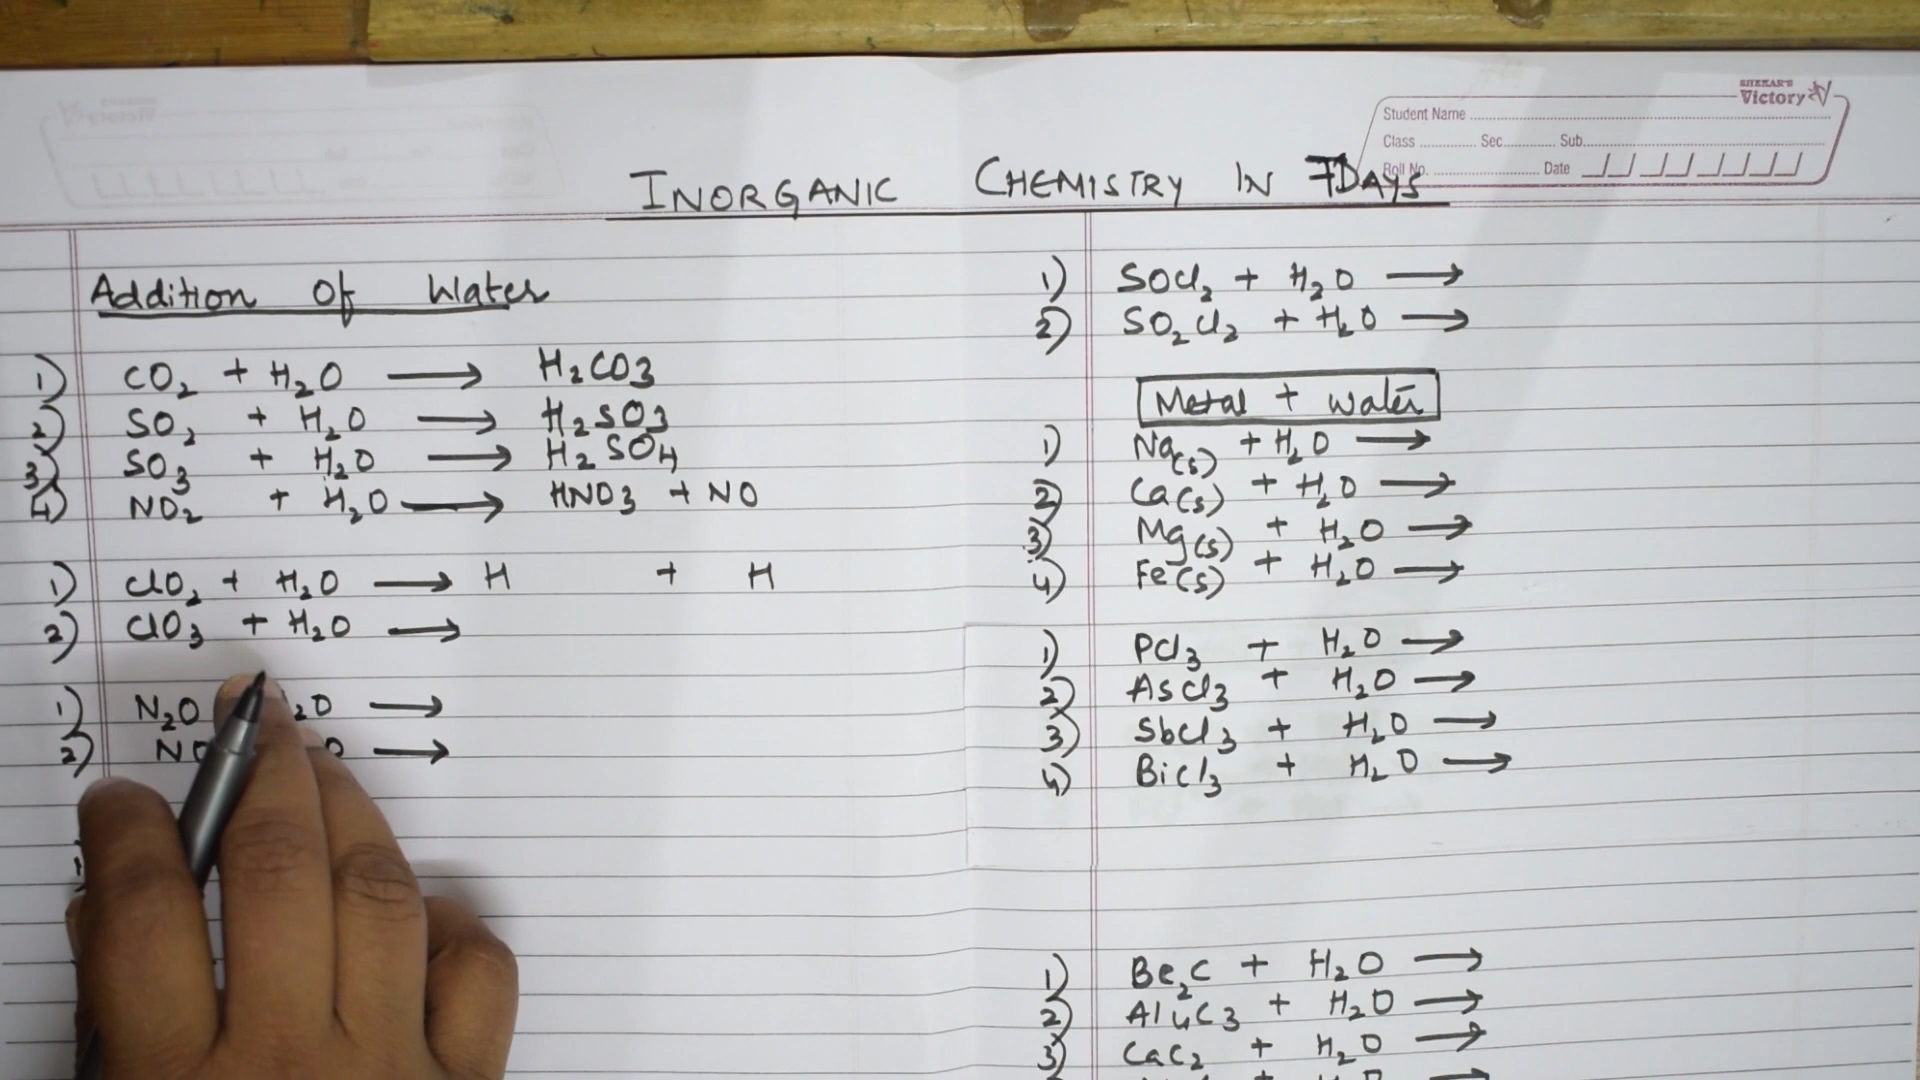 SHEKAR'S
Victory
Student Name
Class Sec Sub
Roll No. Date
INORGANIC CHEMISTRY IN 7DAYS
Addition Of Water
1) CO2 + H2O ⟶ H2CO3
2) SO2 + H2O ⟶ H2SO3
3) SO3 + H2O ⟶ H2SO4
4) NO2 + H2O ⟶ HNO3 + NO
1) ClO2 + H2O ⟶ H + H
2) ClO3 + H2O ⟶
1) N2O 2O ⟶
2) NO O ⟶
1) SOCl2 + H2O ⟶
2) SO2Cl2 + H2O ⟶
Metal + Water
1) Na(s) + H2O ⟶
2) Ca(s) + H2O ⟶
3) Mg(s) + H2O ⟶
4) Fe(s) + H2O ⟶
1) PCl3 + H2O ⟶
2) AsCl3 + H2O ⟶
3) SbCl3 + H2O ⟶
4) BiCl3 + H2O ⟶
1) Be2C + H2O ⟶
2) Al4C3 + H2O ⟶
3) CaC2 + H2O ⟶